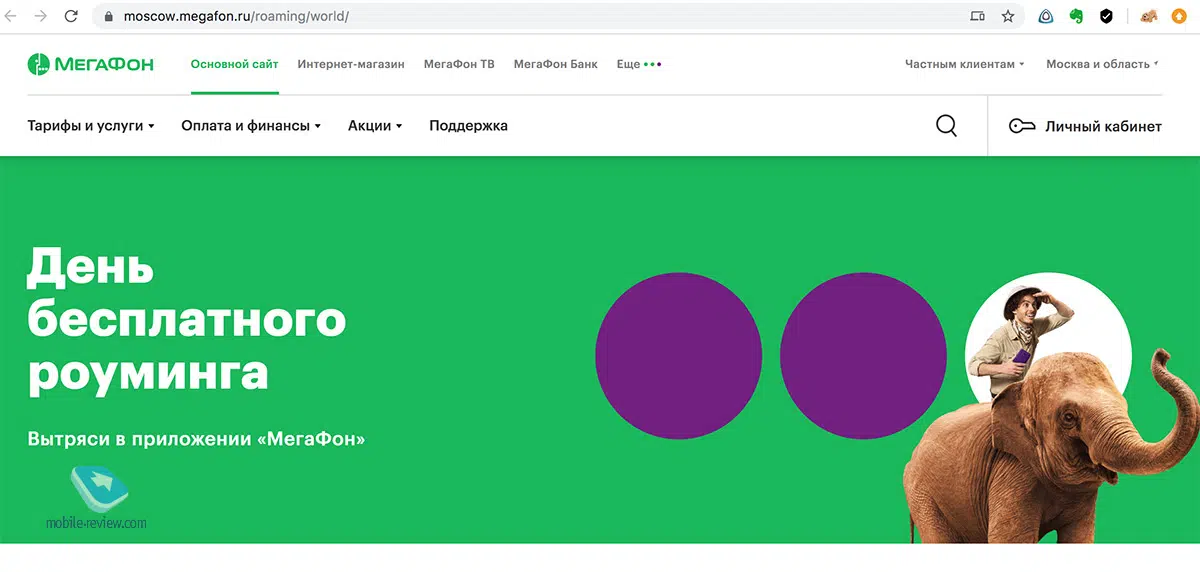 moscow.megafon.ru/roaming/world/
МЕГАФОН
Основной сайт Интернет-магазин МегаФон ТВ МегаФон Банк Еще
Частным клиентам Москва и область
Тарифы и услуги Оплата и финансы Акции Поддержка
Личный кабинет
День
бесплатного
роуминга
Вытряси в приложении «МегаФон»
mobile-review.com